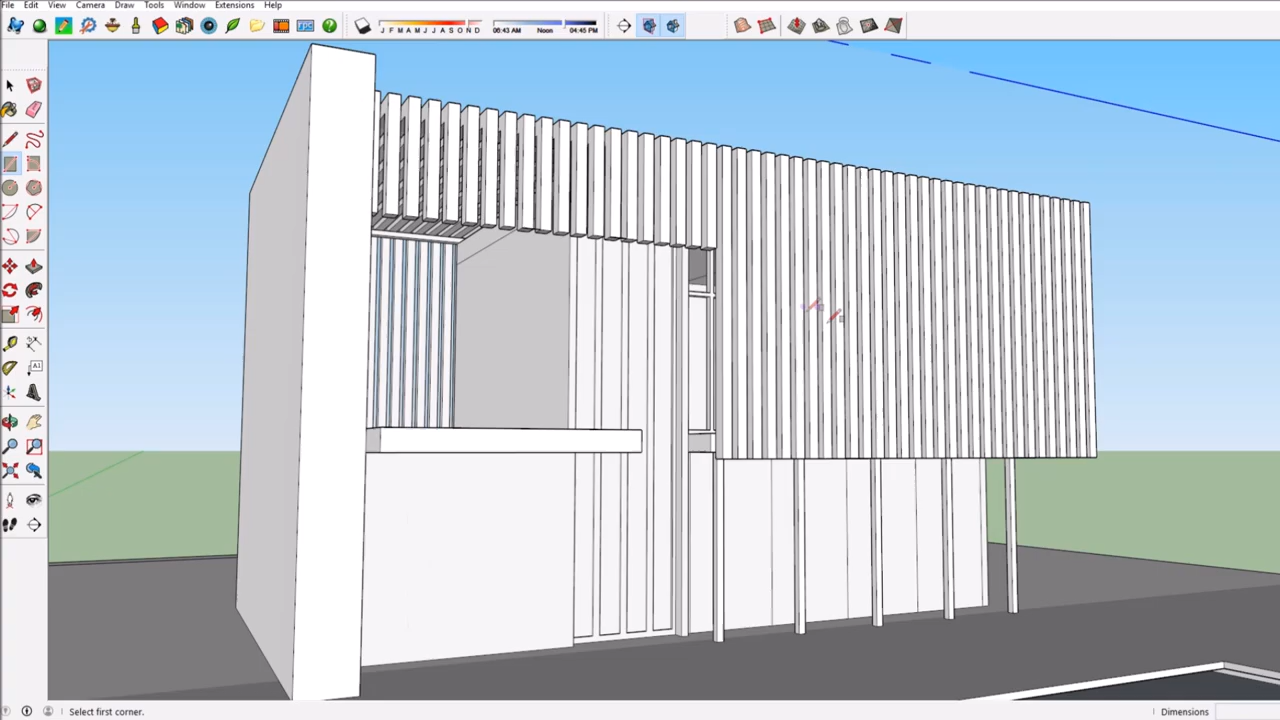 File Edit View Camera Draw Tools Window Extensions Help
J F M A M J J A S O N D 06:43 AM Noon 04:45 PM
A1
Select first corner. Dimensions